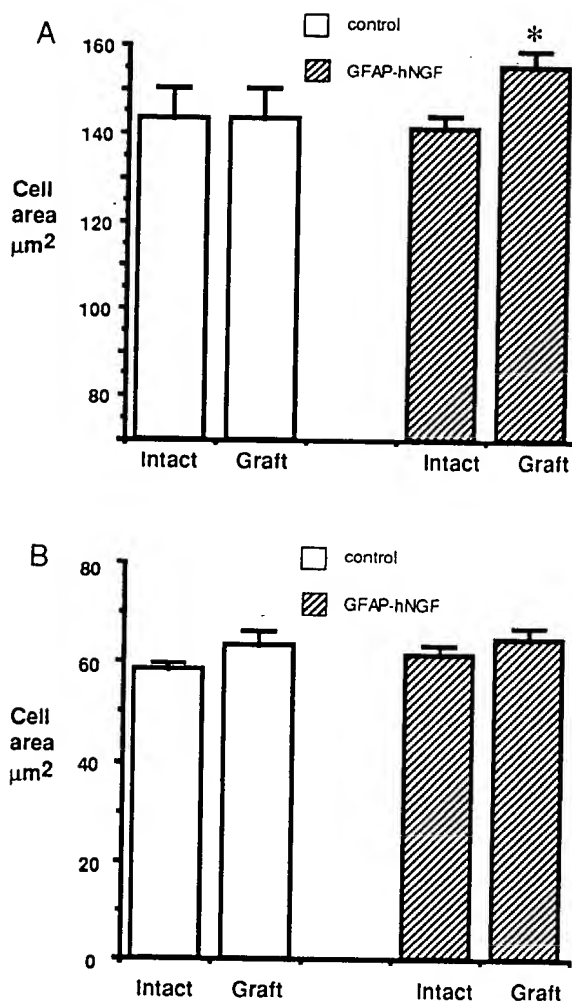 A
control
GFAP-hNGF
*
160
140
120
100
80
Cell
area
µm2
Intact Graft Intact Graft
B
control
GFAP-hNGF
80
60
40
20
0
Cell
area
µm2
Intact Graft Intact Graft